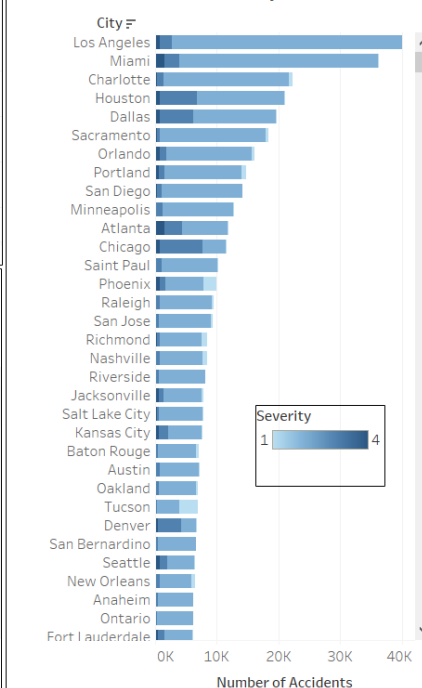 City
Los Angeles
Miami
Charlotte
Houston
Dallas
Sacramento
Orlando
Portland
San Diego
Minneapolis
Atlanta
Chicago
Saint Paul
Phoenix
Raleigh
San Jose
Richmond
Nashville
Riverside
Jacksonville
Salt Lake City
Kansas City
Baton Rouge
Austin
Oakland
Tucson
Denver
San Bernardino
Seattle
New Orleans
Anaheim
Ontario
Fort Lauderdale
Severity
1 4
0K 10K 20K 30K 40K
Number of Accidents